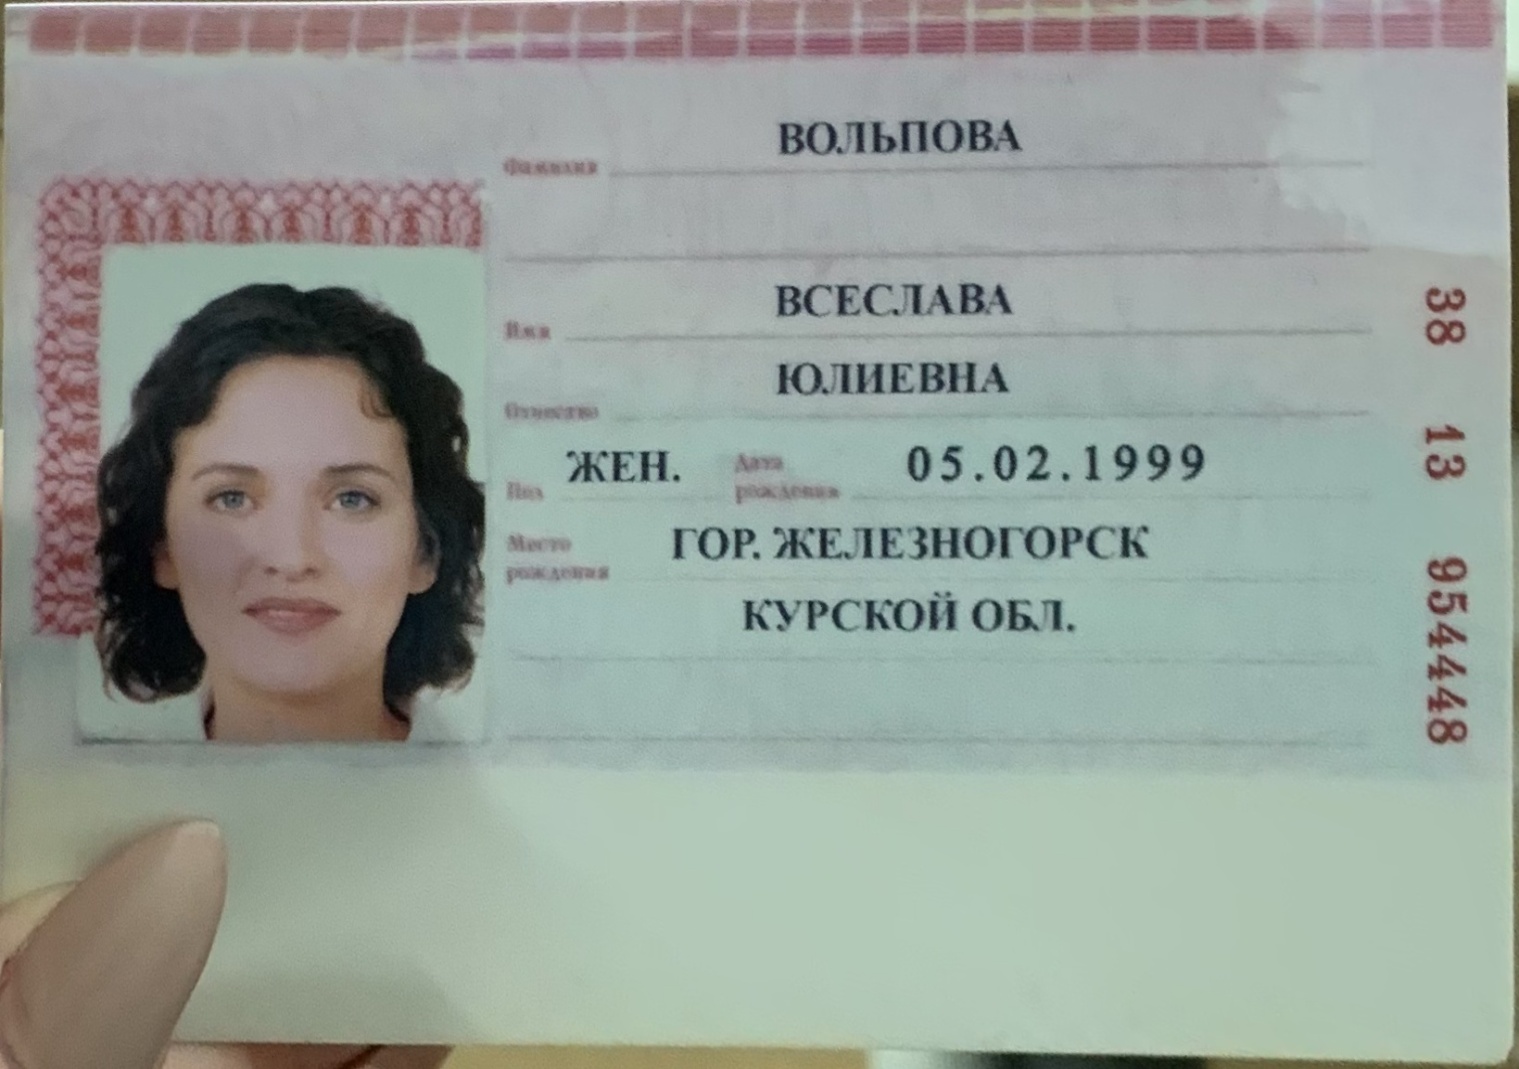 ВОЛЬПОВА
Фамилия
ВСЕСЛАВА
Имя
ЮЛИЕВНА
Отчество
Пол ЖЕН. Дата рождения 05.02.1999
Место рождения ГОР. ЖЕЛЕЗНОГОРСК
КУРСКОЙ ОБЛ.
38 13 954448